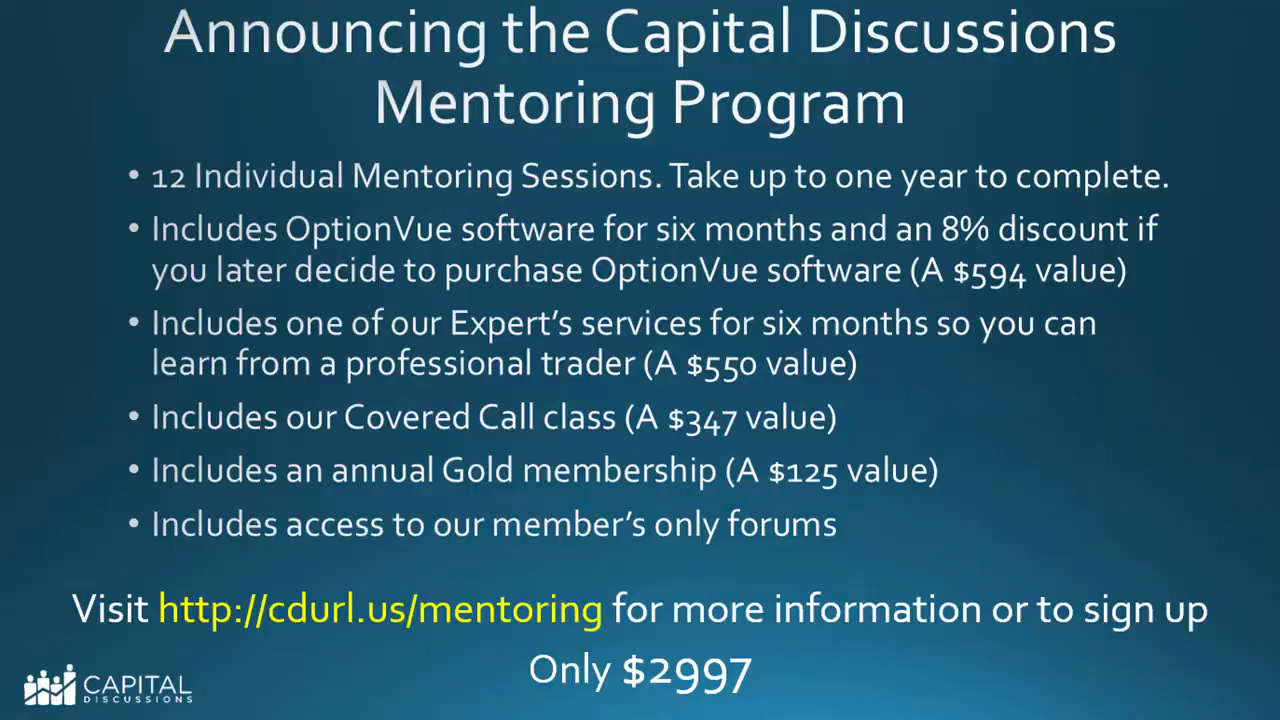 Announcing the Capital Discussions
Mentoring Program
• 12 Individual Mentoring Sessions. Take up to one year to complete.
• Includes OptionVue software for six months and an 8% discount if
you later decide to purchase OptionVue software (A $594 value)
• Includes one of our Expert’s services for six months so you can
learn from a professional trader (A $550 value)
• Includes our Covered Call class (A $347 value)
• Includes an annual Gold membership (A $125 value)
• Includes access to our member’s only forums
Visit http://cdurl.us/mentoring for more information or to sign up
Only $2997
CAPITAL
DISCUSSIONS